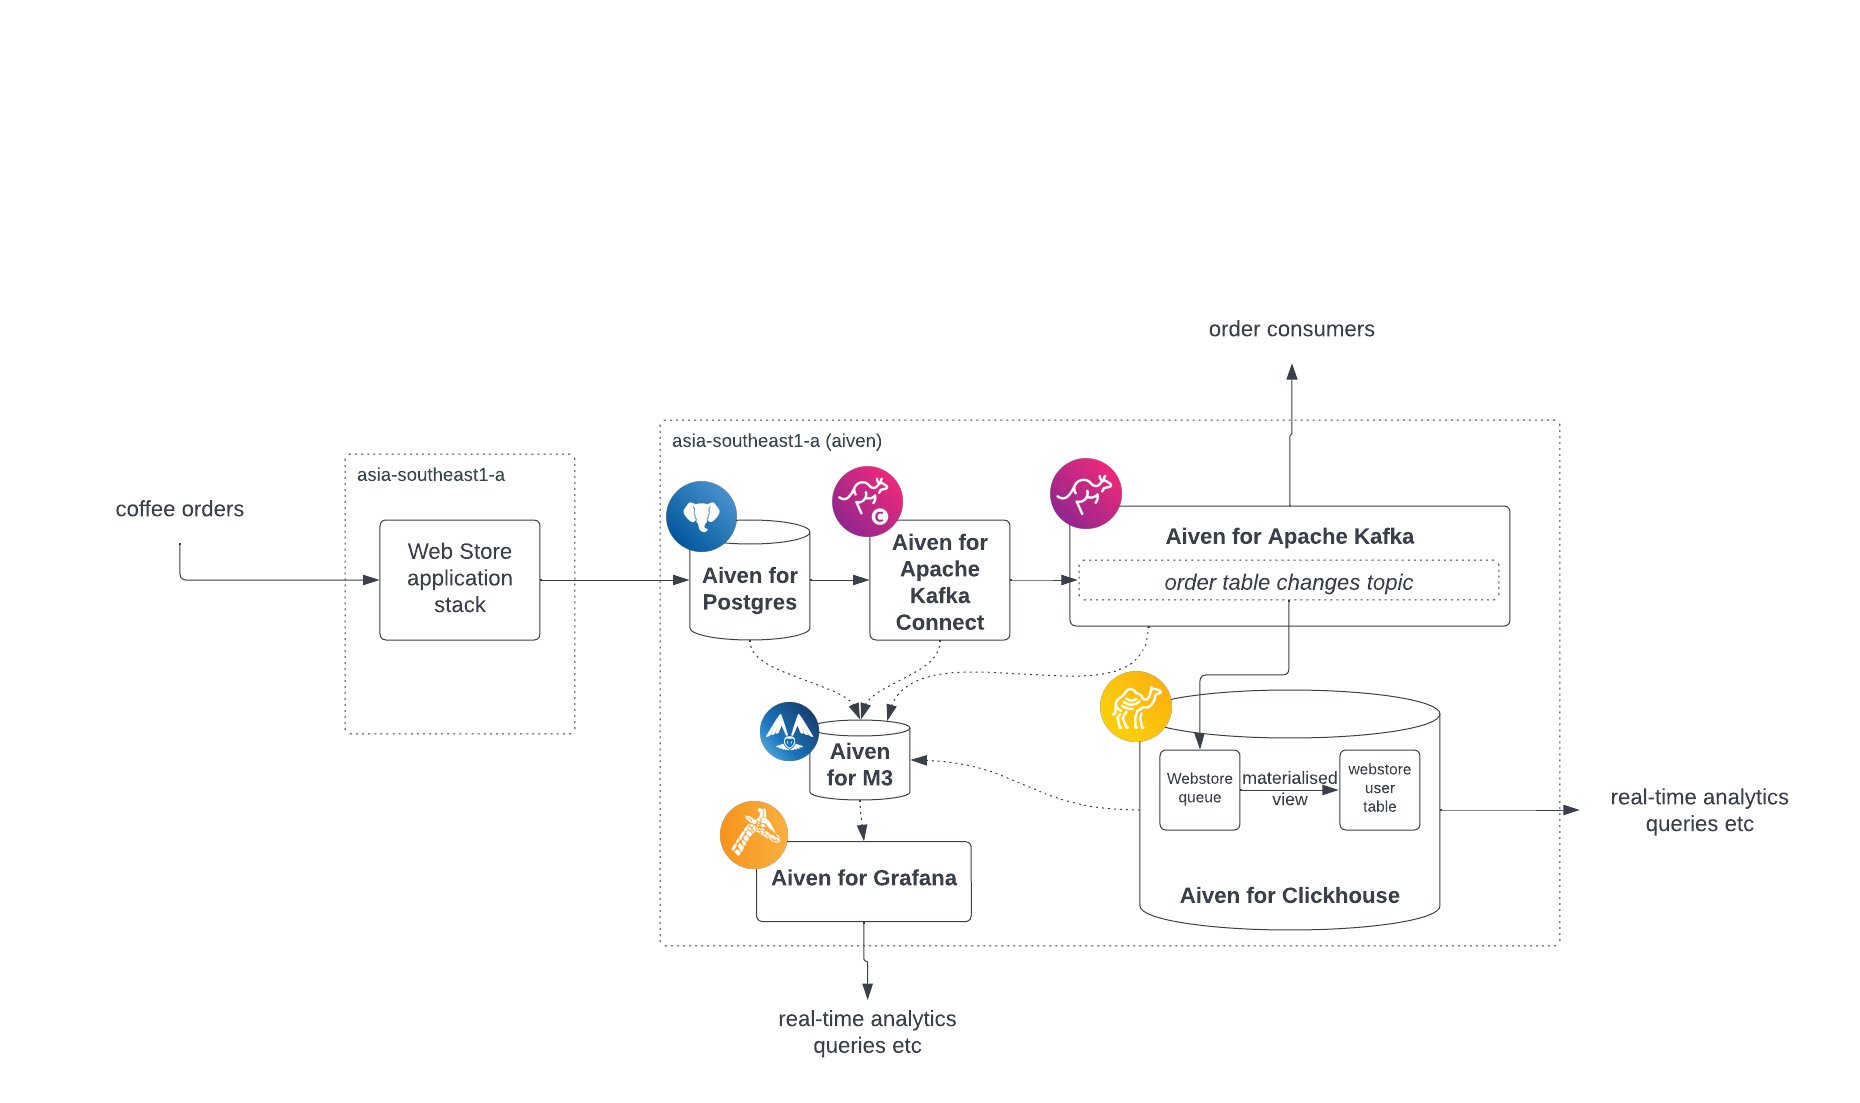 order consumers
asia-southeast1-a (aiven)
asia-southeast1-a
coffee orders
Web Store
application
stack
Aiven for
Postgres
C
Aiven for
Apache
Kafka
Connect
Aiven for Apache Kafka
order table changes topic
Aiven
for M3
Webstore
queue
materialised
view
webstore
user
table
real-time analytics
queries etc
Aiven for Grafana
Aiven for Clickhouse
real-time analytics
queries etc